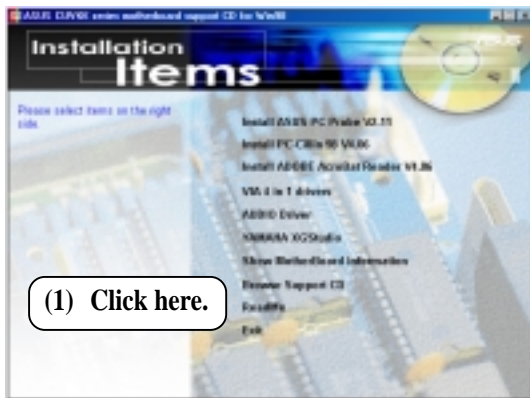 ASUS CUV4X series motherboard support CD for Win98
Installation
Items
ASUS
Please select items on the right
side.
Install ASUS PC Probe V2.11
Install PC-Cillin 98 V4.06
Install ADOBE Acrobat Reader V4.06
VIA 4 in 1 drivers
AUDIO Driver
YAMAHA XGStudio
Show MotherBoard Information
Browse Support CD
ReadMe
Exit
(1) Click here.